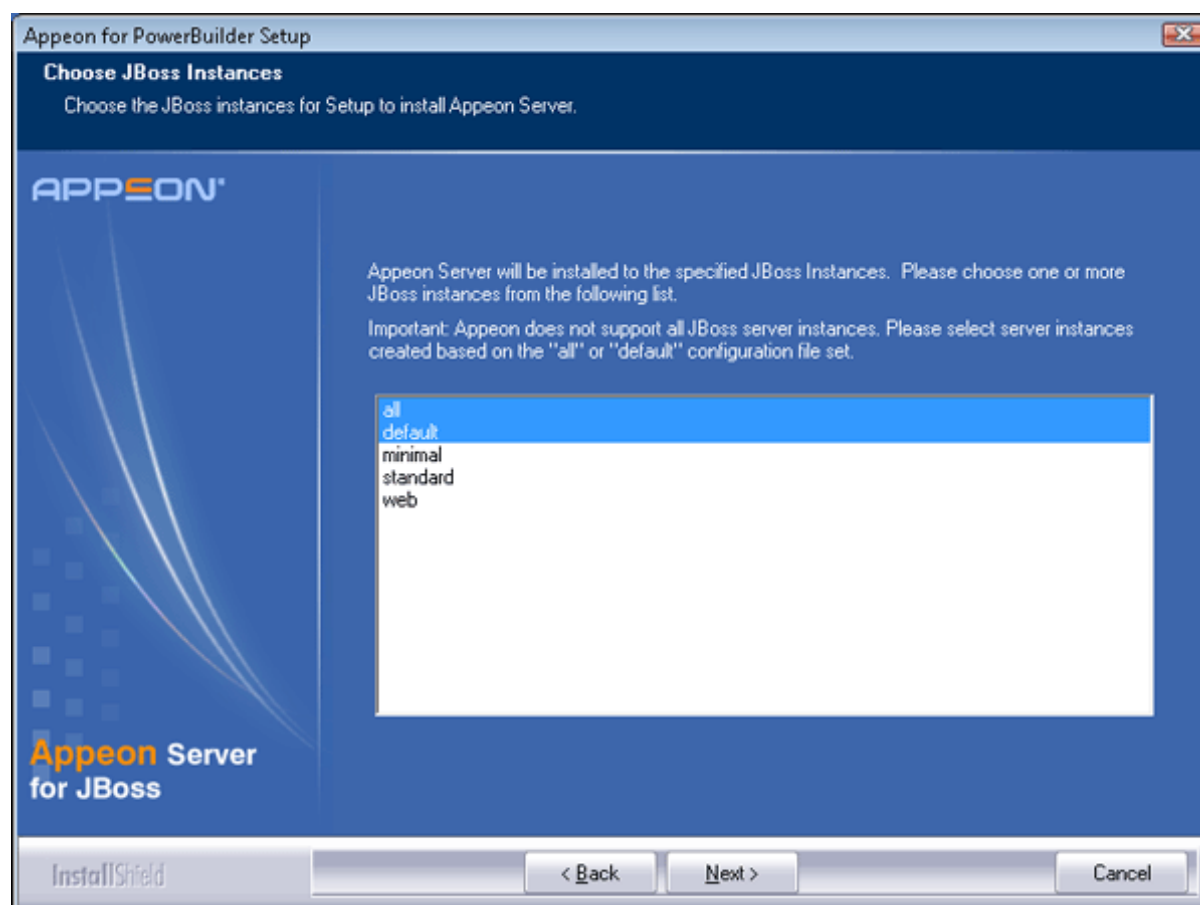 Appeon for PowerBuilder Setup
Choose JBoss Instances
Choose the JBoss instances for Setup to install Appeon Server.
APPEON
Appeon Server will be installed to the specified JBoss Instances.  Please choose one or more
JBoss instances from the following list.
Important: Appeon does not support all JBoss server instances. Please select server instances
created based on the "all" or "default" configuration file set.
all
default
minimal
standard
web
Appeon Server
for JBoss
InstallShield
< Back
Next >
Cancel